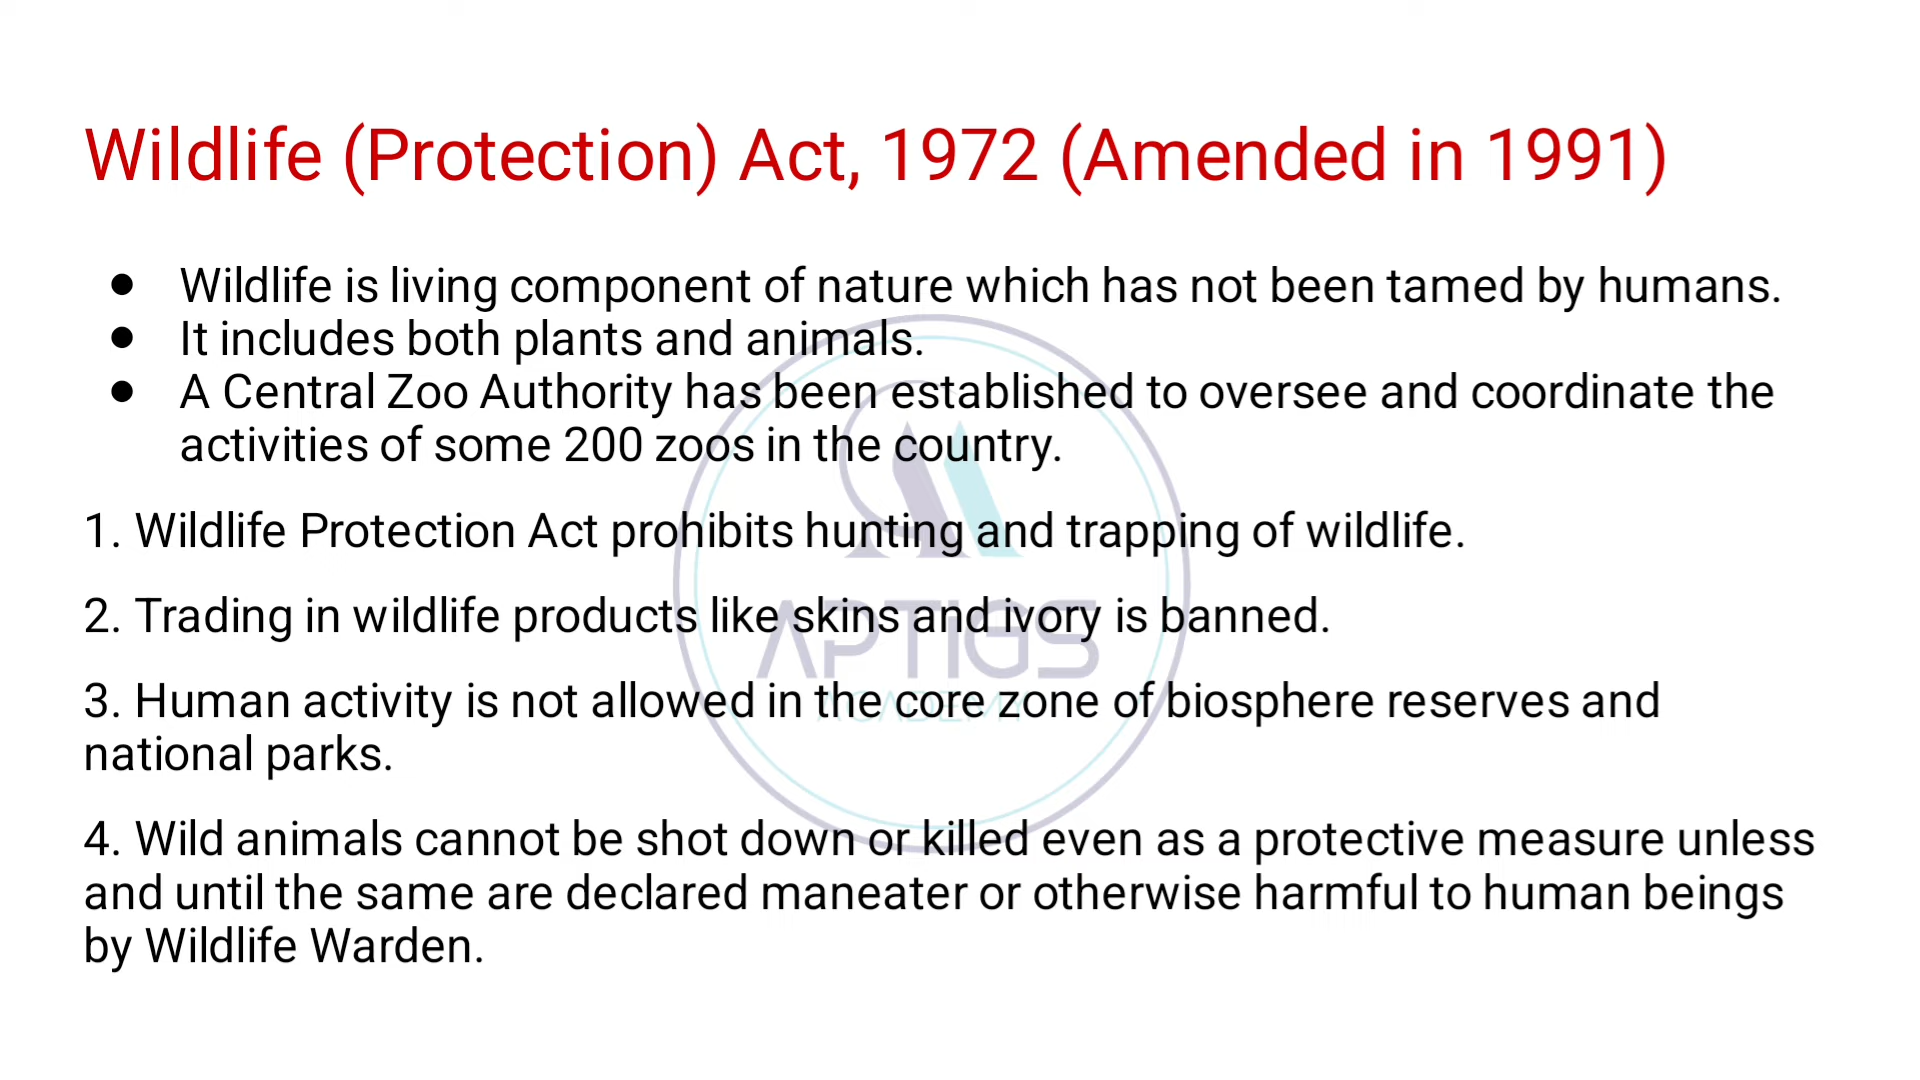 Wildlife (Protection) Act, 1972 (Amended in 1991)
● Wildlife is living component of nature which has not been tamed by humans.
● It includes both plants and animals.
● A Central Zoo Authority has been established to oversee and coordinate the
activities of some 200 zoos in the country.
1. Wildlife Protection Act prohibits hunting and trapping of wildlife.
2. Trading in wildlife products like skins and ivory is banned.
APTIGS
3. Human activity is not allowed in the core zone of biosphere reserves and
ACADEMY
national parks.
4. Wild animals cannot be shot down or killed even as a protective measure unless
and until the same are declared maneater or otherwise harmful to human beings
by Wildlife Warden.